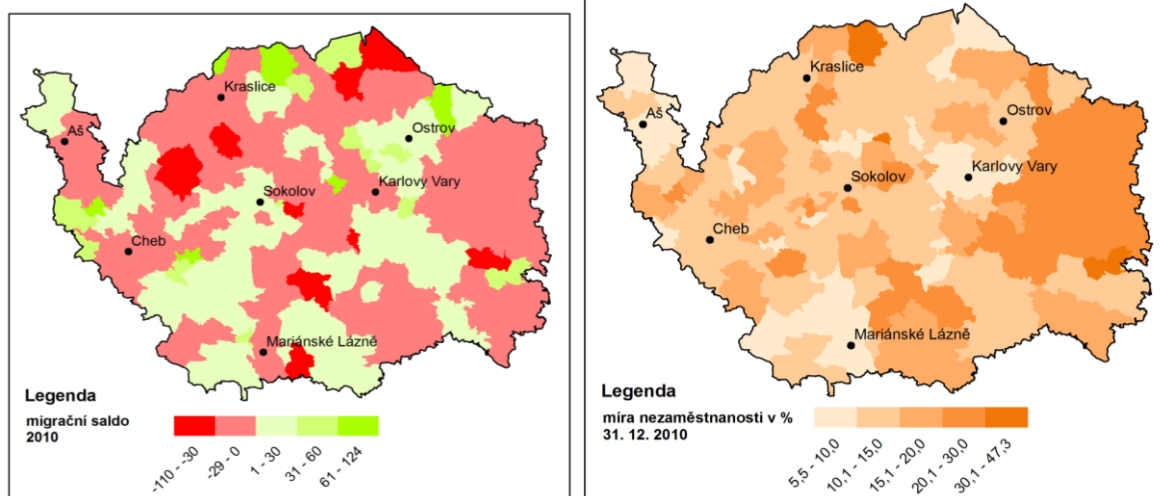 Kraslice
Aš
Ostrov
Karlovy Vary
Sokolov
Cheb
Mariánské Lázně
Legenda
migrační saldo
2010
-110 - -30
-29 - 0
1 - 30
31 - 60
61 - 124
Kraslice
Aš
Ostrov
Karlovy Vary
Sokolov
Cheb
Mariánské Lázně
Legenda
míra nezaměstnanosti v %
31. 12. 2010
5,5 - 10,0
10,1 - 15,0
15,1 - 20,0
20,1 - 30,0
30,1 - 47,3